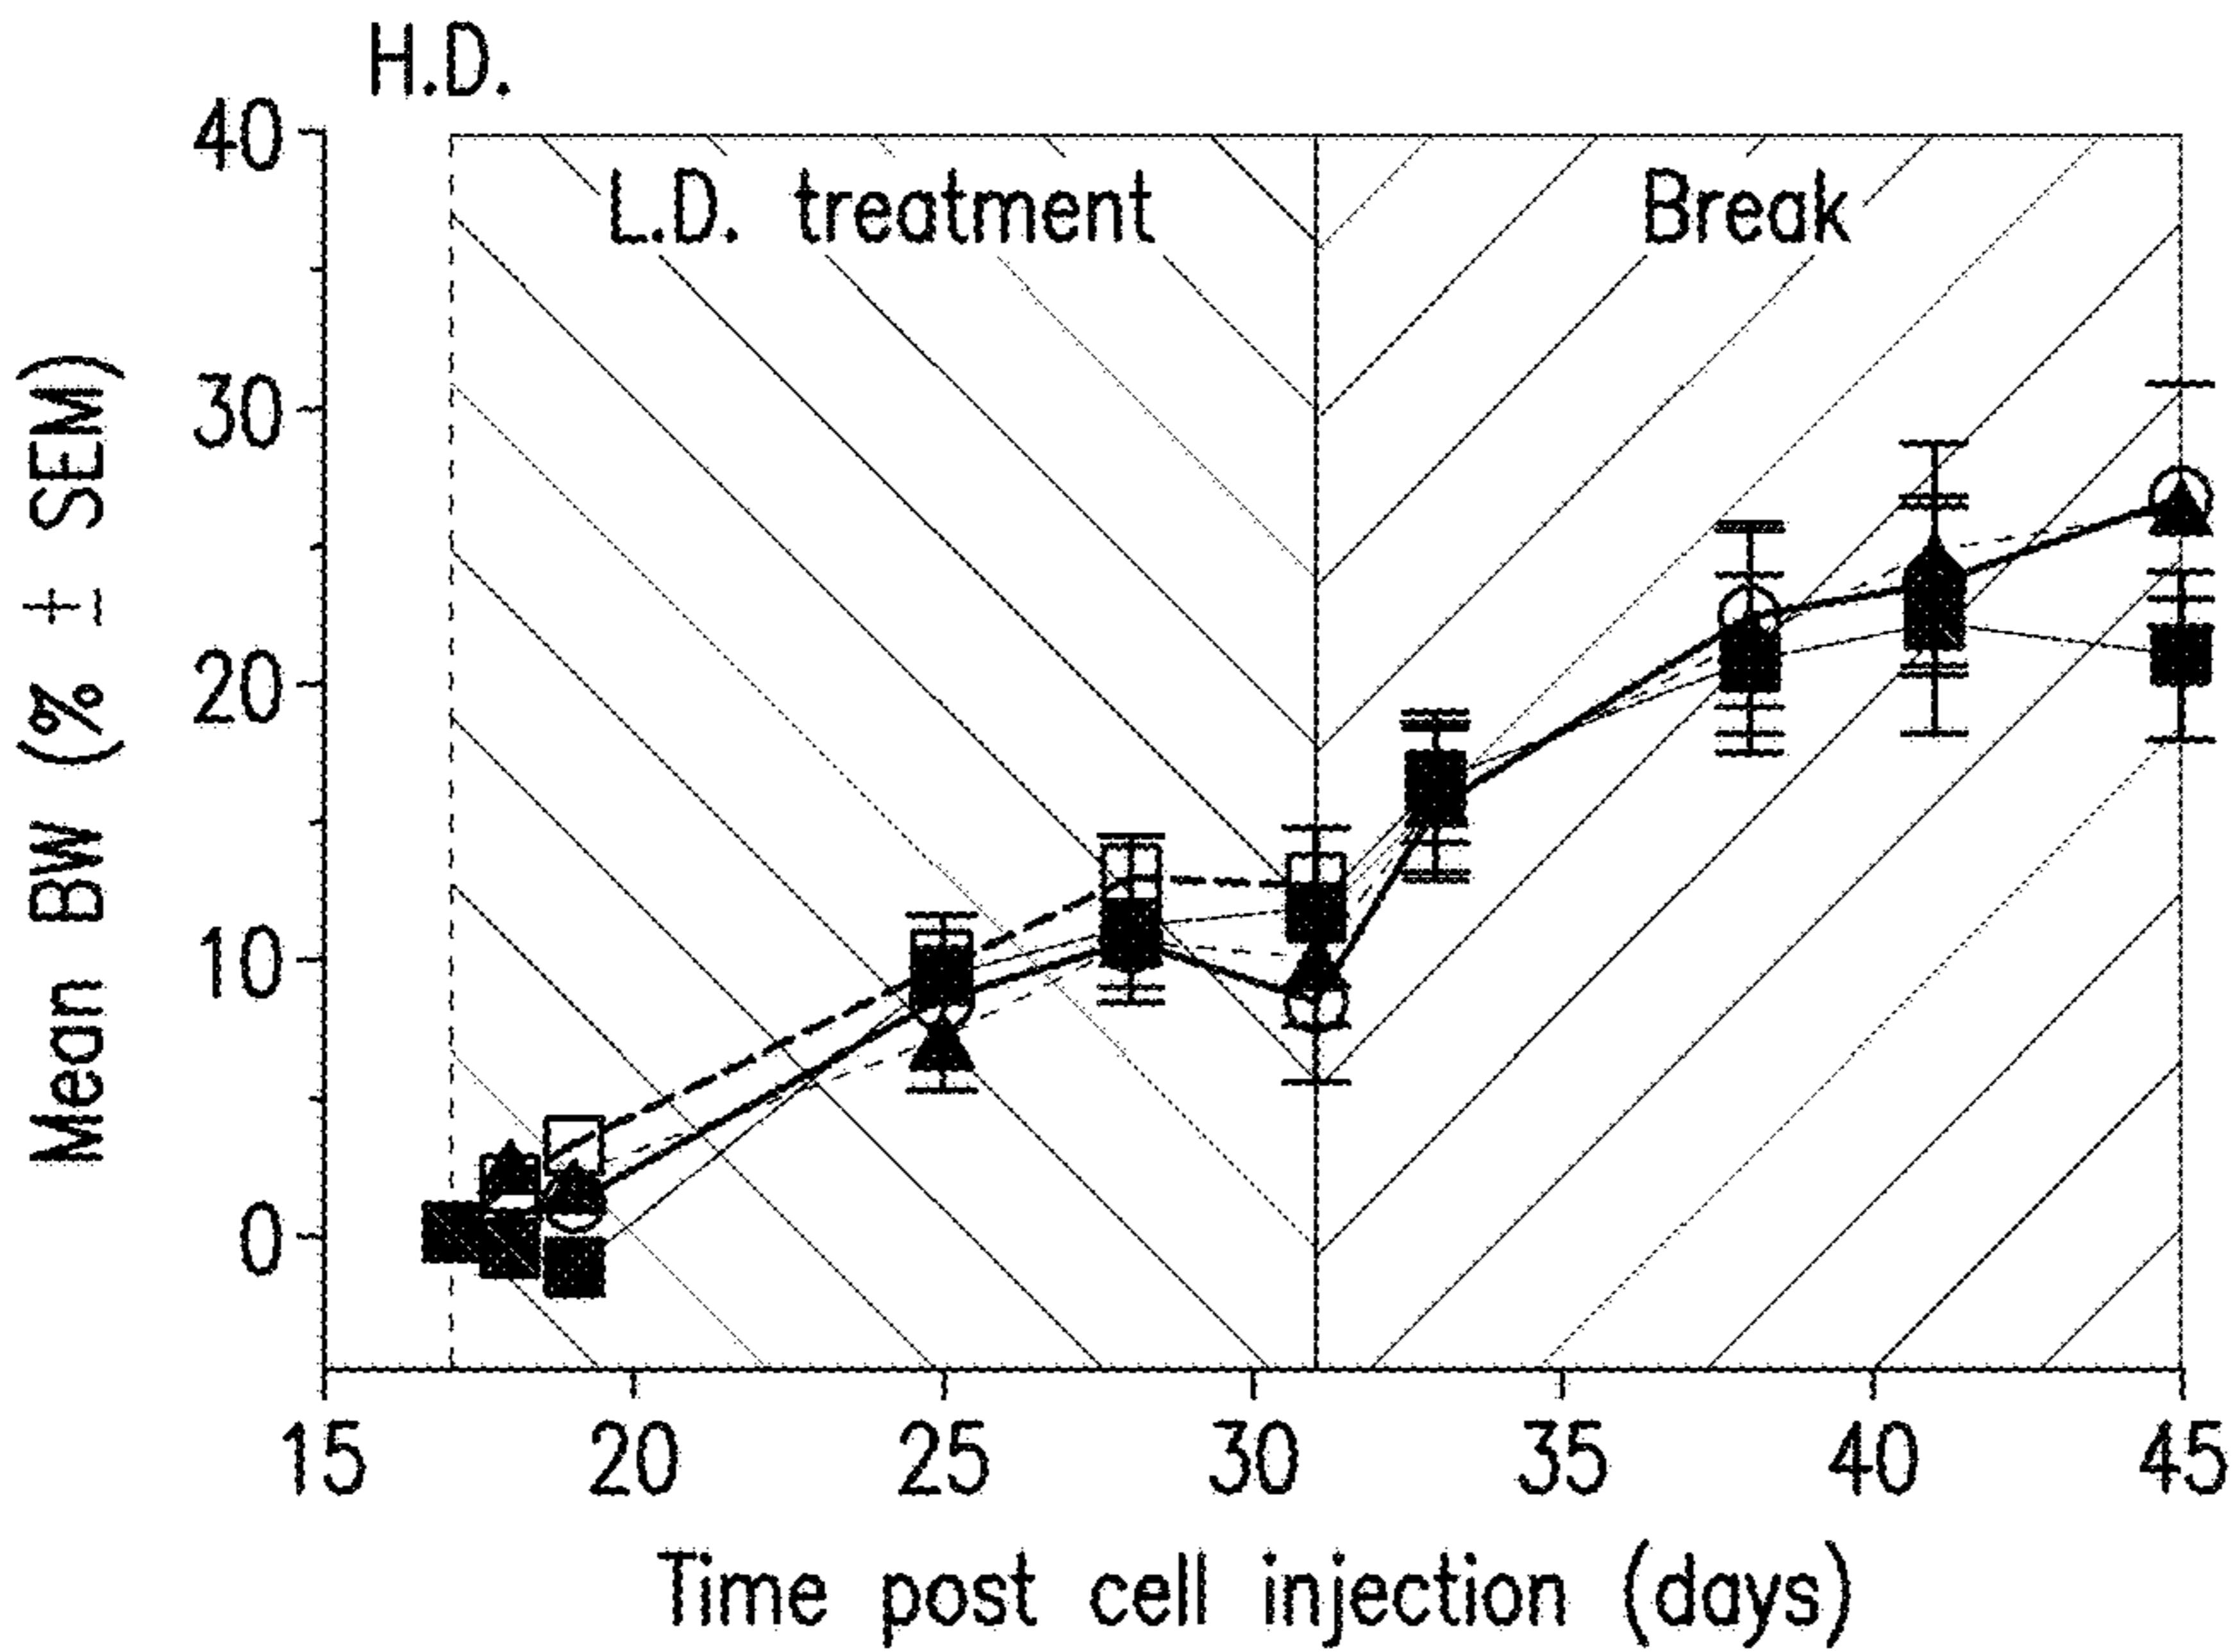 H.D.
L.D. treatment
Break
Mean BW (% ± SEM)
40
30
20
10
0
15 20 25 30 35 40 45
Time post cell injection (days)